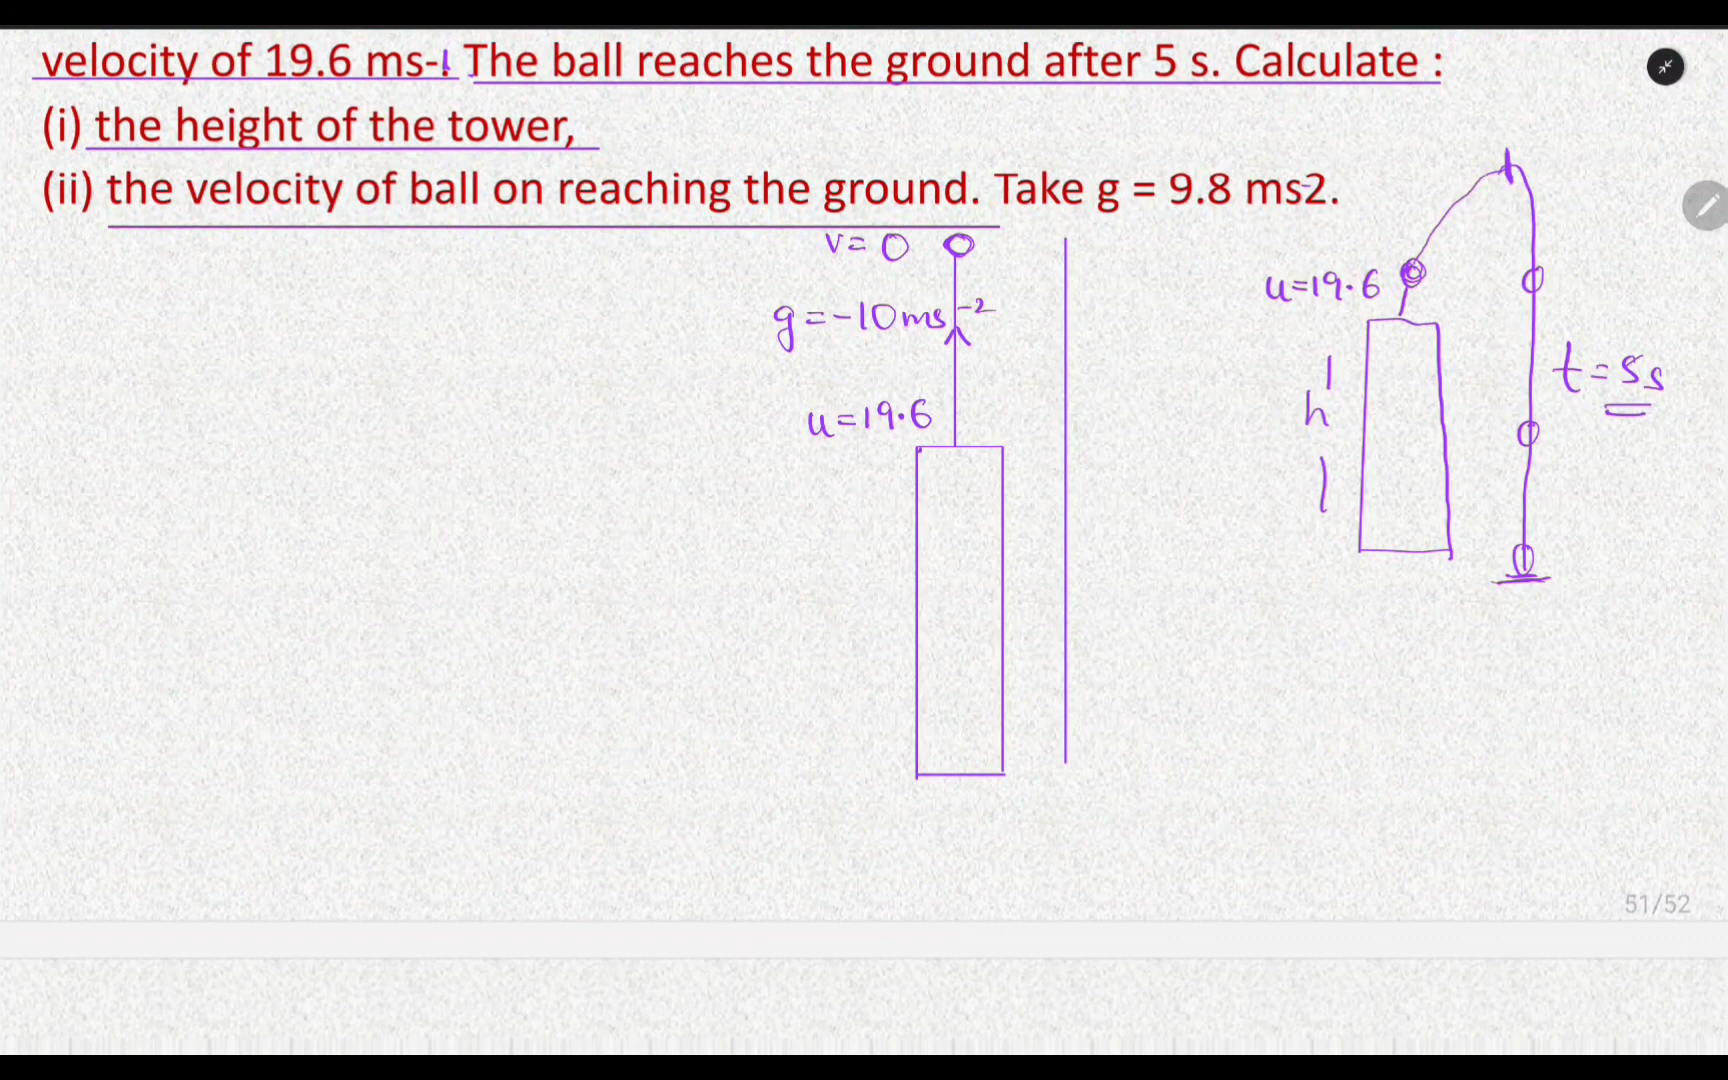 velocity of 19.6 ms-! The ball reaches the ground after 5 s. Calculate :
(i) the height of the tower,
(ii) the velocity of ball on reaching the ground. Take g = 9.8 ms-2.
v= 0
g=-10ms-2
u=19.6
u=19.6
h
t=5s
51/52